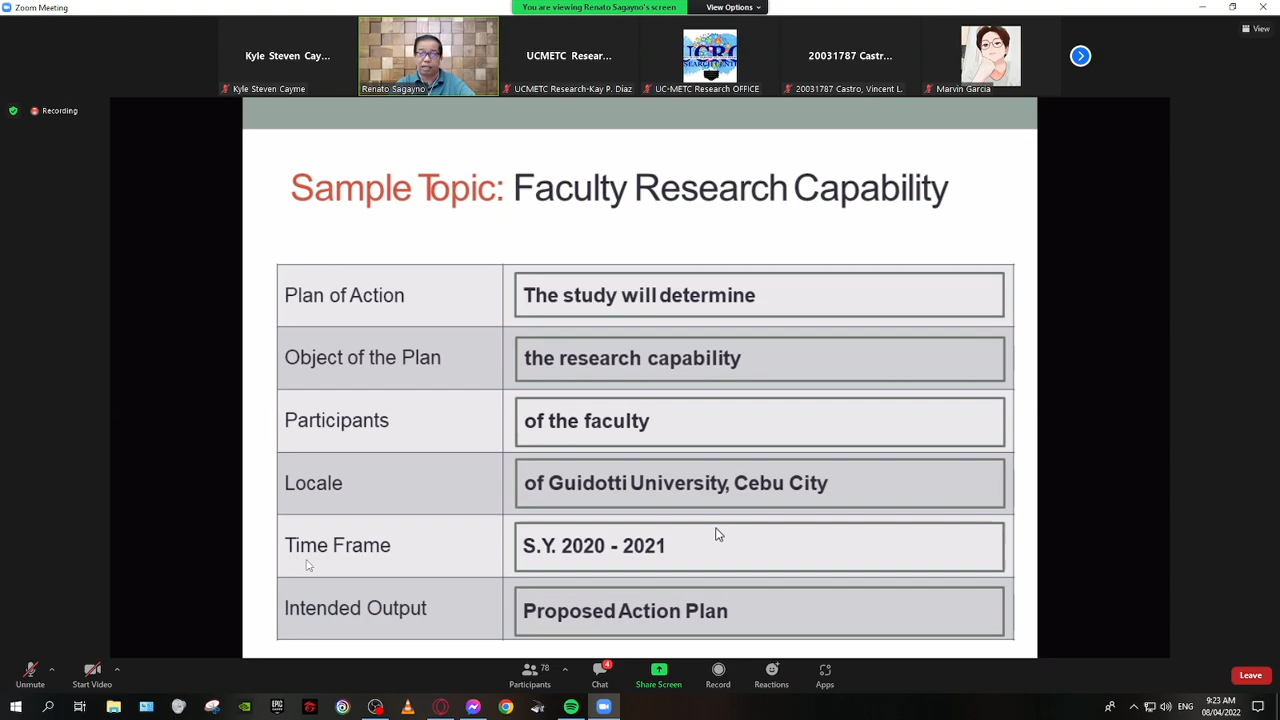 Zoom Meeting
You are viewing Renato Sagayno's screen
View Options
View
Kyle Steven Cay...
UCMETC Resear...
20031787 Castr...
Kyle Steven Cayme
Renato Sagayno
UCMETC Research-Kay P. Diaz
UC-METC Research OFFICE
20031787 Castro, Vincent L.
Marvin Garcia
Recording
Sample Topic: Faculty Research Capability
Plan of Action
The study will determine
Object of the Plan
the research capability
Participants
of the faculty
Locale
of Guidotti University, Cebu City
Time Frame
S.Y. 2020 - 2021
Intended Output
Proposed Action Plan
78
4
Unmute
Start Video
Participants
Chat
Share Screen
Record
Reactions
Apps
Leave
ENG
9:23 AM
08/04/2022